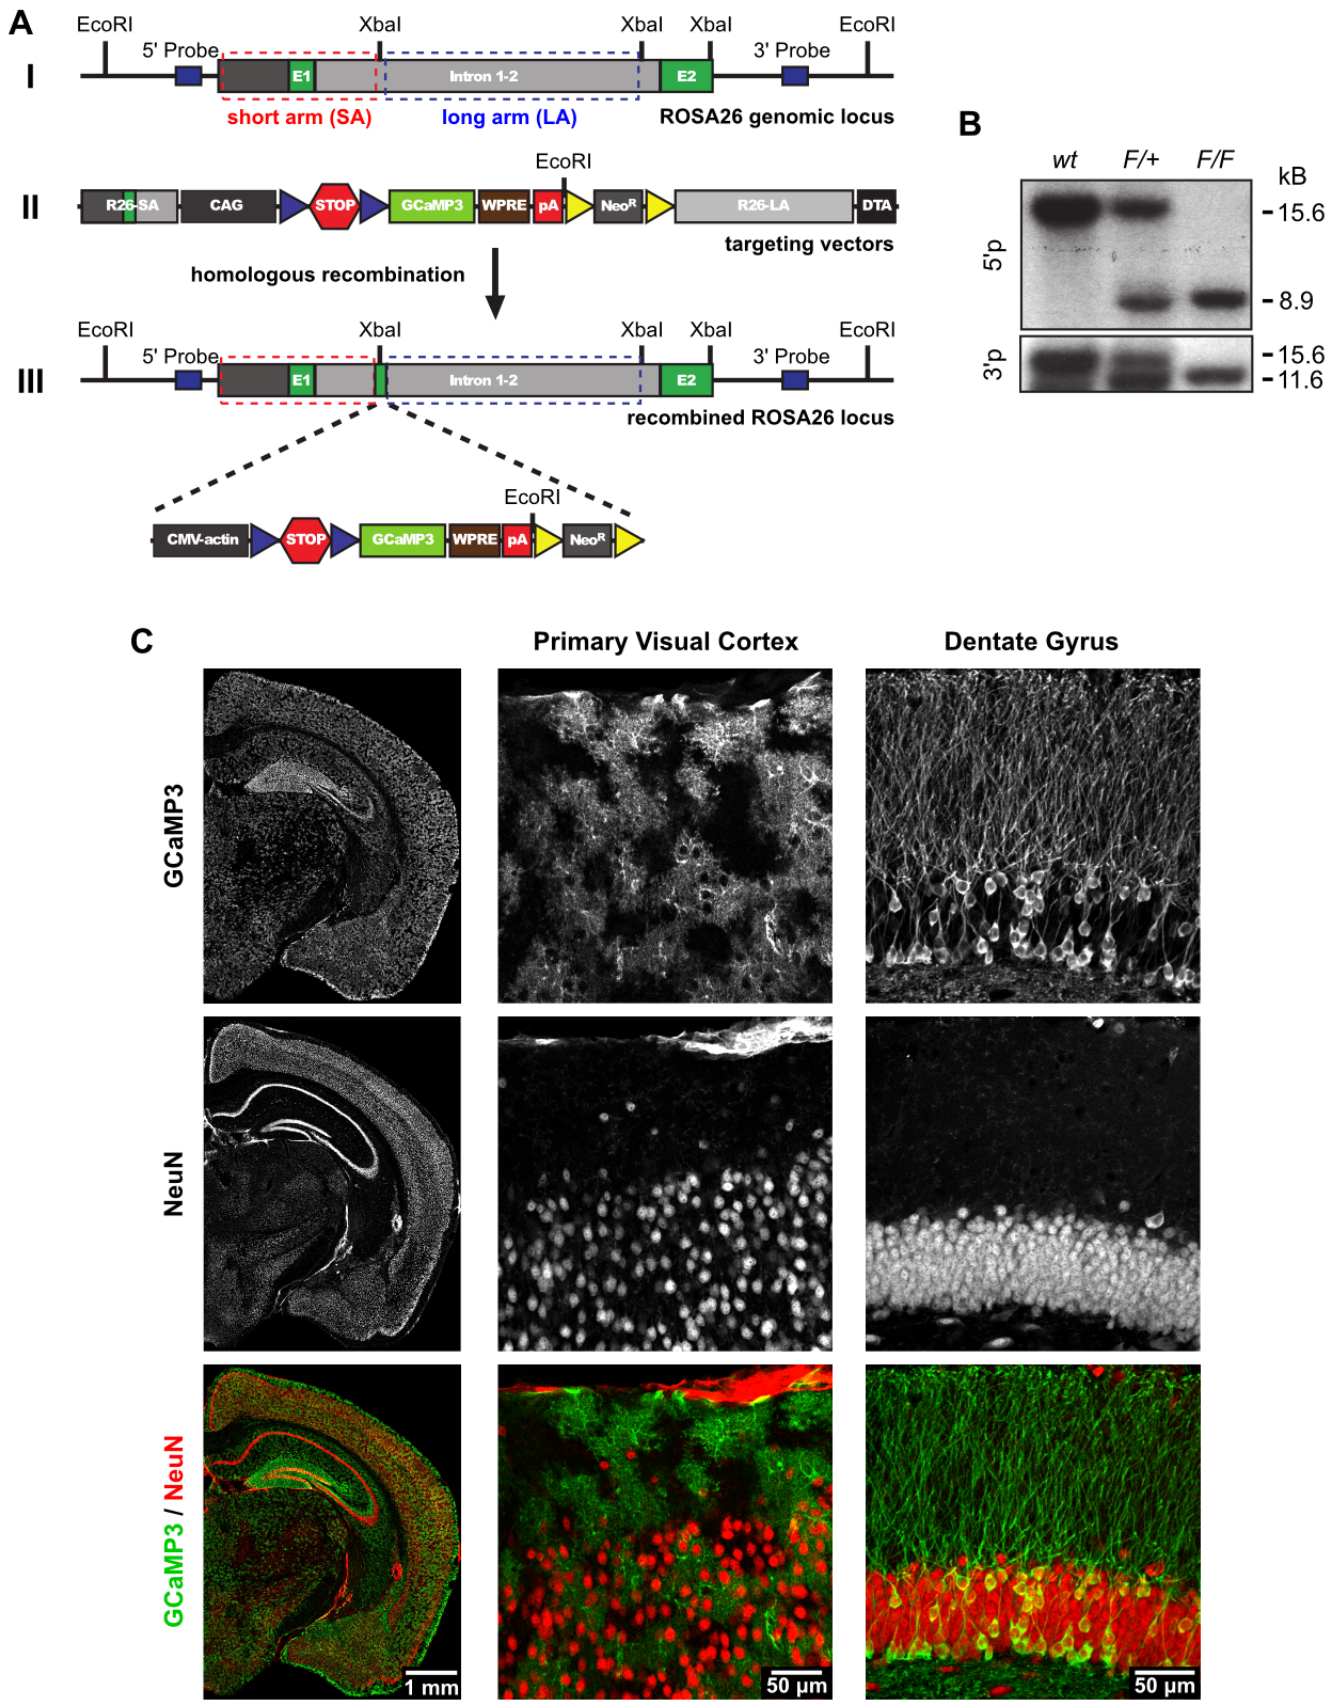 A
EcoRI XbaI XbaI XbaI EcoRI
5' Probe 3' Probe
I E1 Intron 1-2 E2
short arm (SA) long arm (LA) ROSA26 genomic locus
EcoRI
II R26-SA CAG STOP GCaMP3 WPRE pA Neo^R R26-LA DTA
targeting vectors
homologous recombination
EcoRI XbaI XbaI XbaI EcoRI
5' Probe 3' Probe
III E1 Intron 1-2 E2
recombined ROSA26 locus
EcoRI
CMV-actin STOP GCaMP3 WPRE pA Neo^R
B
wt F/+ F/F
kB
5'p
15.6
8.9
3'p
15.6
11.6
C
Primary Visual Cortex Dentate Gyrus
GCaMP3
NeuN
GCaMP3 / NeuN
1 mm 50 µm 50 µm